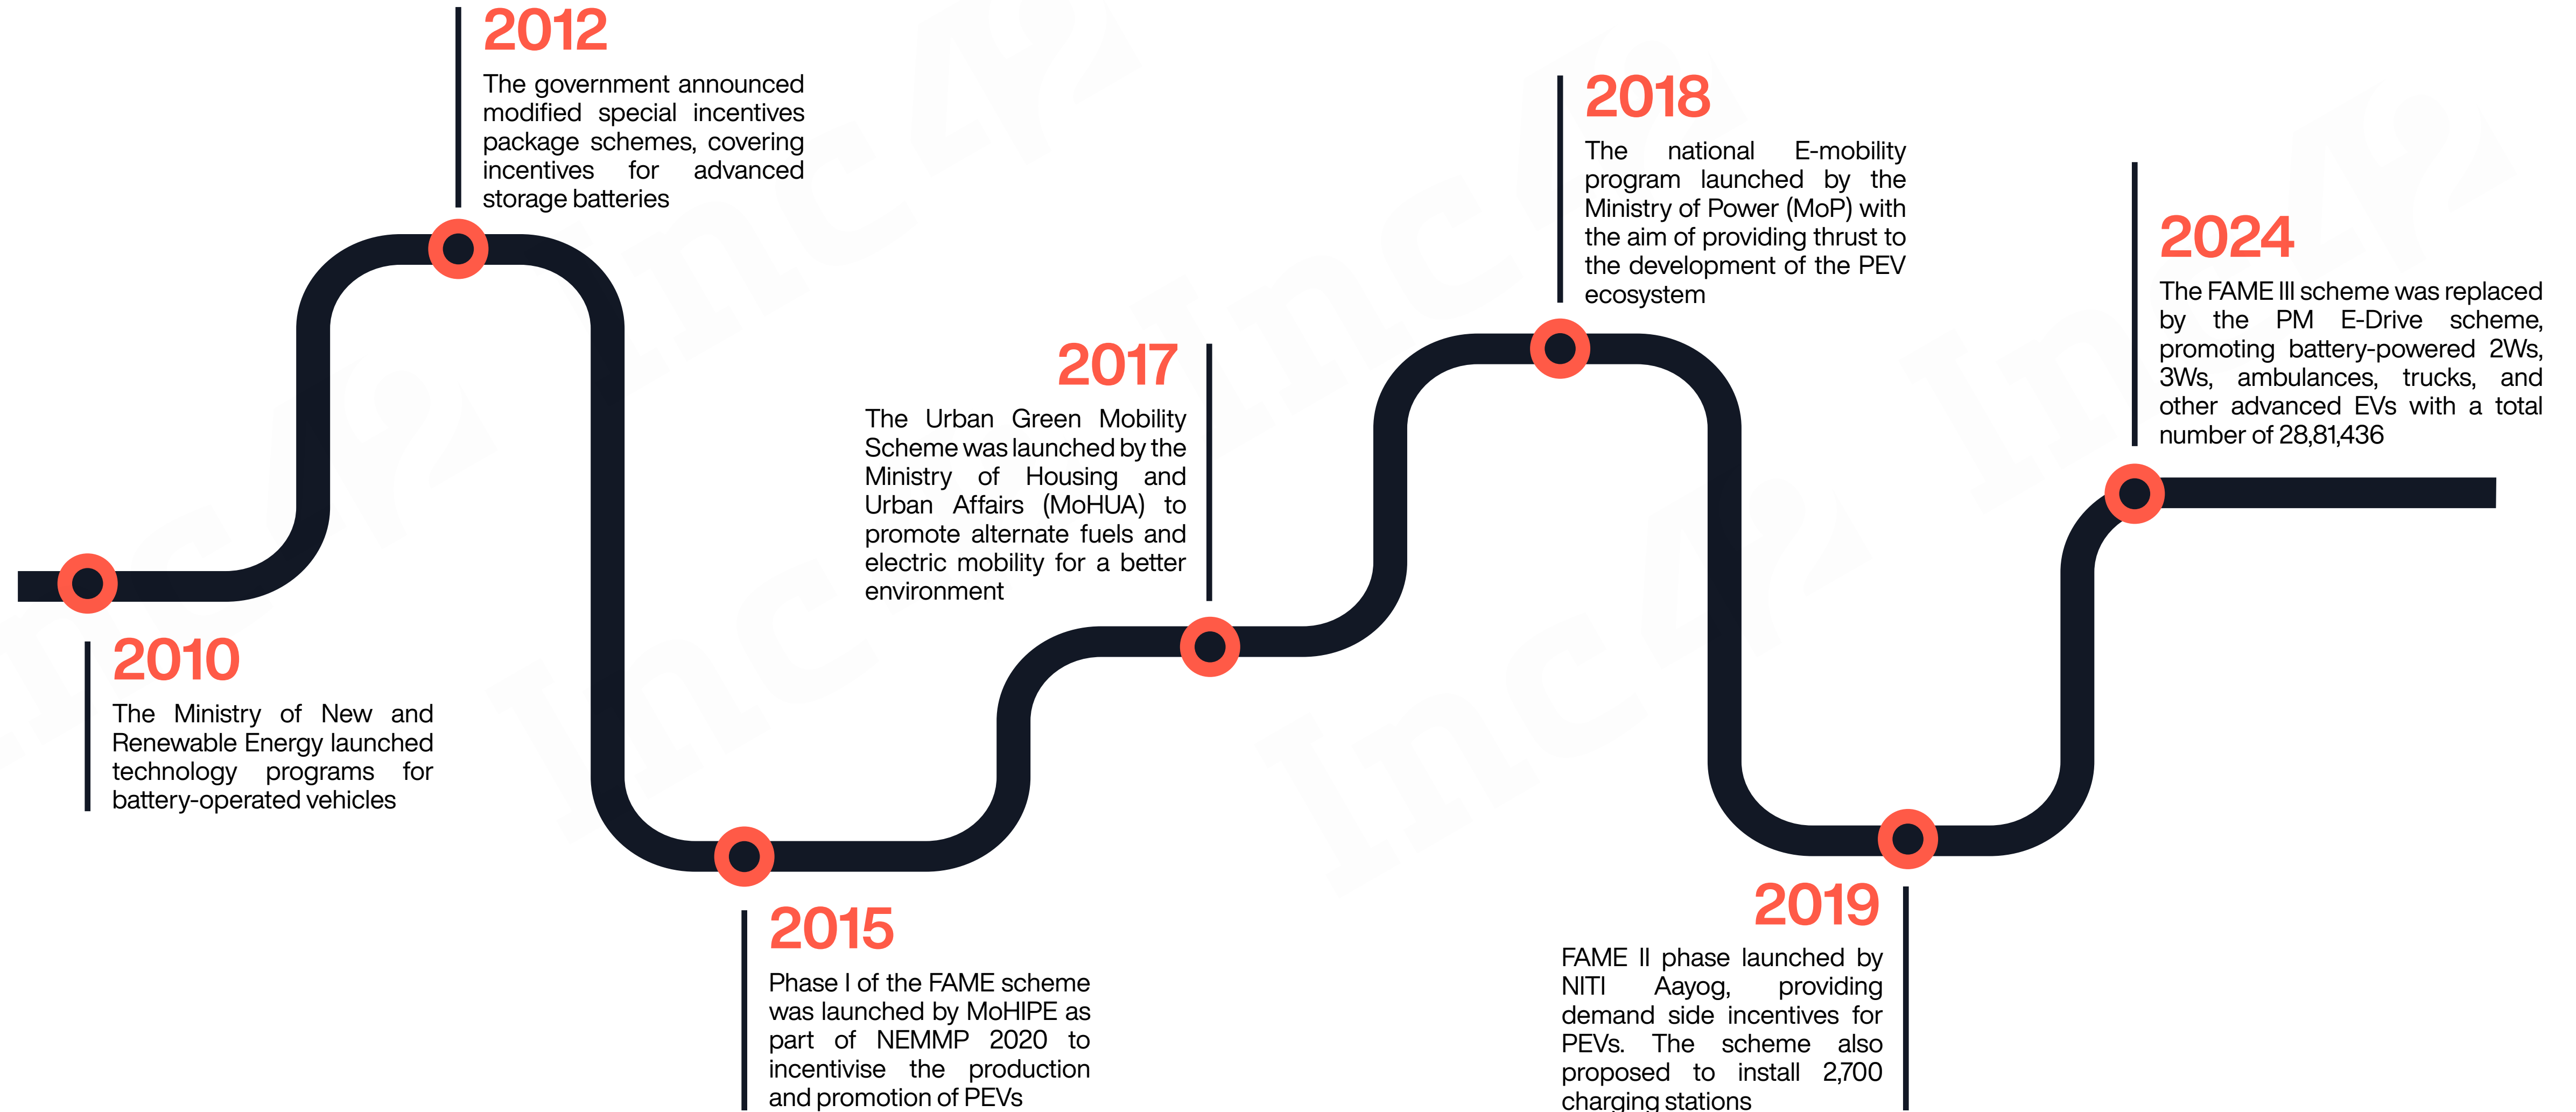 2012
The government announced
modified special incentives
package schemes, covering
incentives for advanced
storage batteries
2018
The national E-mobility
program launched by the
Ministry of Power (MoP) with
the aim of providing thrust to
the development of the PEV
ecosystem
2024
The FAME III scheme was replaced
by the PM E-Drive scheme,
promoting battery-powered 2Ws,
3Ws, ambulances, trucks, and
other advanced EVs with a total
number of 28,81,436
2017
The Urban Green Mobility
Scheme was launched by the
Ministry of Housing and
Urban Affairs (MoHUA) to
promote alternate fuels and
electric mobility for a better
environment
2010
The Ministry of New and
Renewable Energy launched
technology programs for
battery-operated vehicles
2015
Phase I of the FAME scheme
was launched by MoHIPE as
part of NEMMP 2020 to
incentivise the production
and promotion of PEVs
2019
FAME II phase launched by
NITI Aayog, providing
demand side incentives for
PEVs. The scheme also
proposed to install 2,700
charging stations
Inc42
Inc42
Inc42
Inc42
Inc42
Inc42